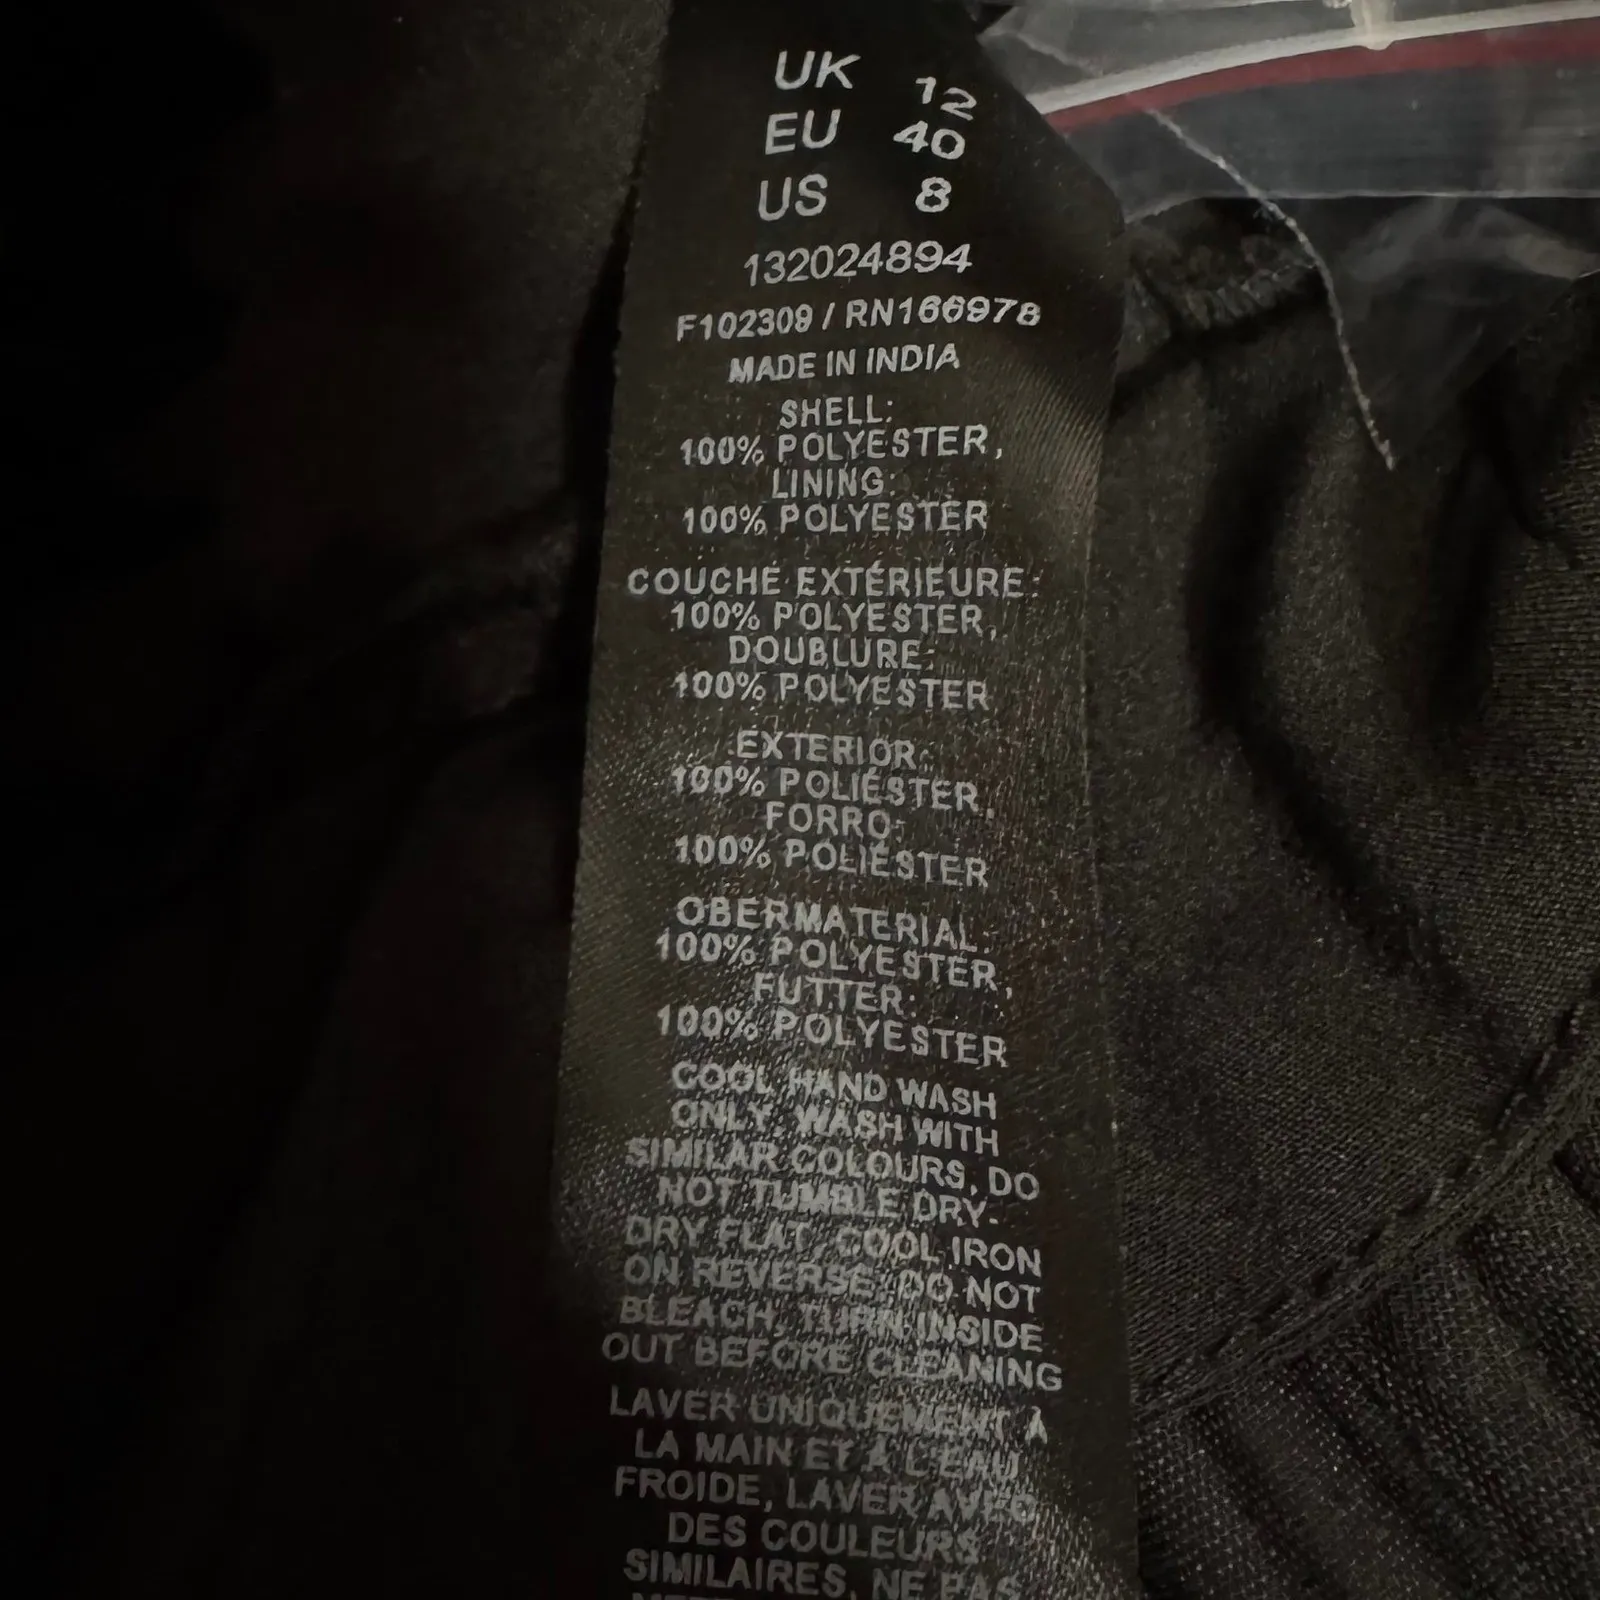 UK 12
EU 40
US 8
132024894
F102309 / RN166978
MADE IN INDIA
SHELL:
100% POLYESTER,
LINING:
100% POLYESTER
COUCHE EXTÉRIEURE:
100% POLYESTER,
DOUBLURE:
100% POLYESTER
EXTERIOR:
100% POLIÉSTER,
FORRO:
100% POLIÉSTER
OBERMATERIAL:
100% POLYESTER,
FUTTER:
100% POLYESTER
COOL HAND WASH
ONLY, WASH WITH
SIMILAR COLOURS, DO
NOT TUMBLE DRY-
DRY FLAT, COOL IRON
ON REVERSE, DO NOT
BLEACH, TURN INSIDE
OUT BEFORE CLEANING
LAVER UNIQUEMENT À
LA MAIN ET À L'EAU
FROIDE, LAVER AVEC
DES COULEURS
SIMILAIRES, NE PAS